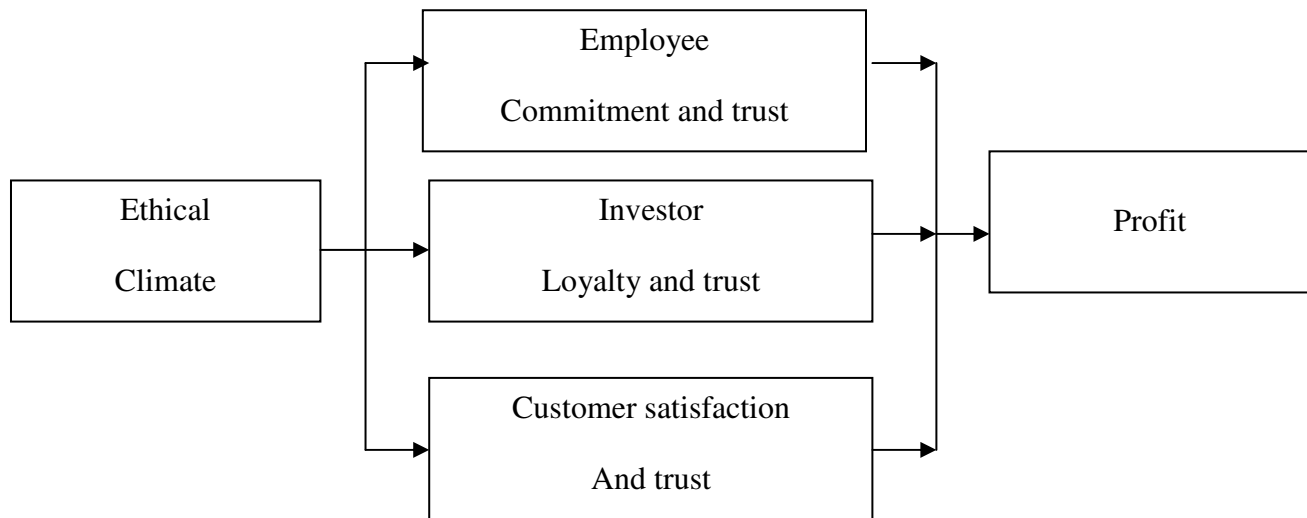 Employee
Commitment and trust
Ethical
Climate
Investor
Loyalty and trust
Profit
Customer satisfaction
And trust